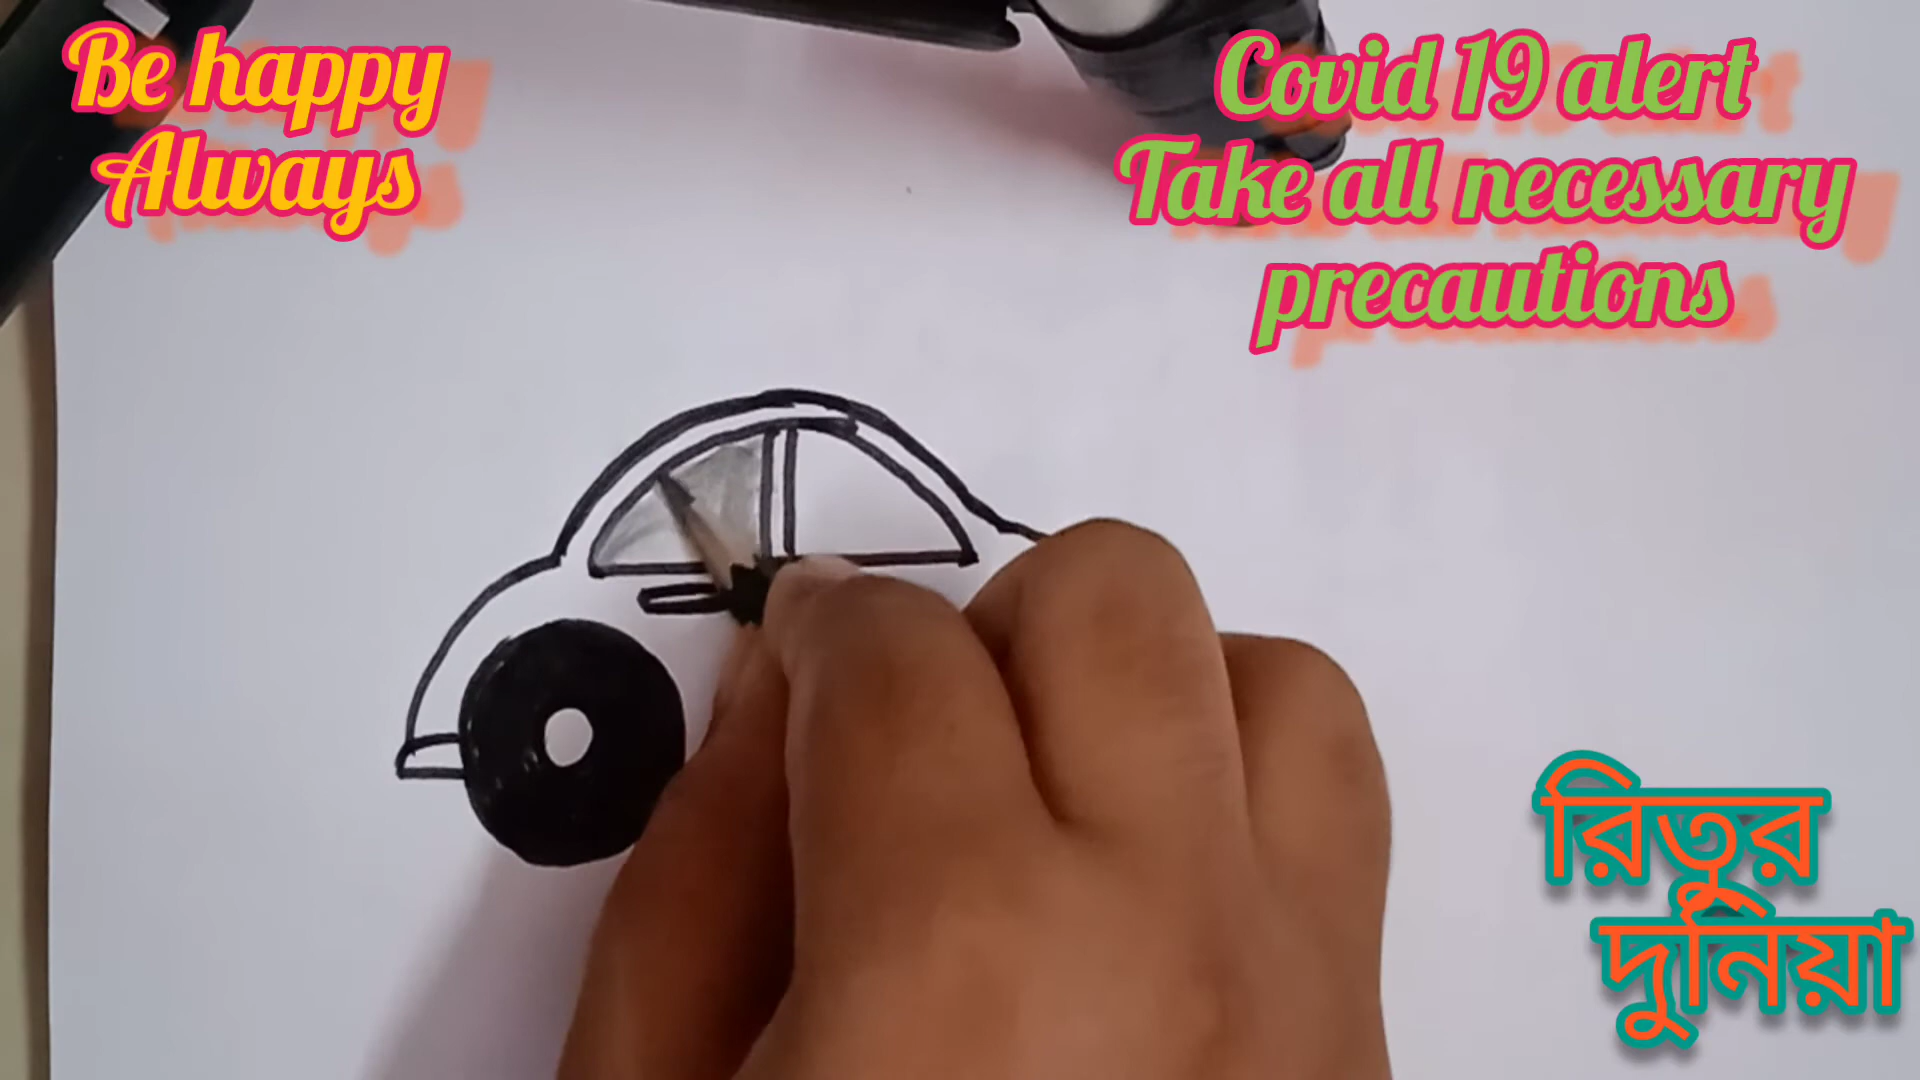 Be happy
Always
Covid 19 alert
Take all necessary
precautions
রিতুর
দুনিয়া